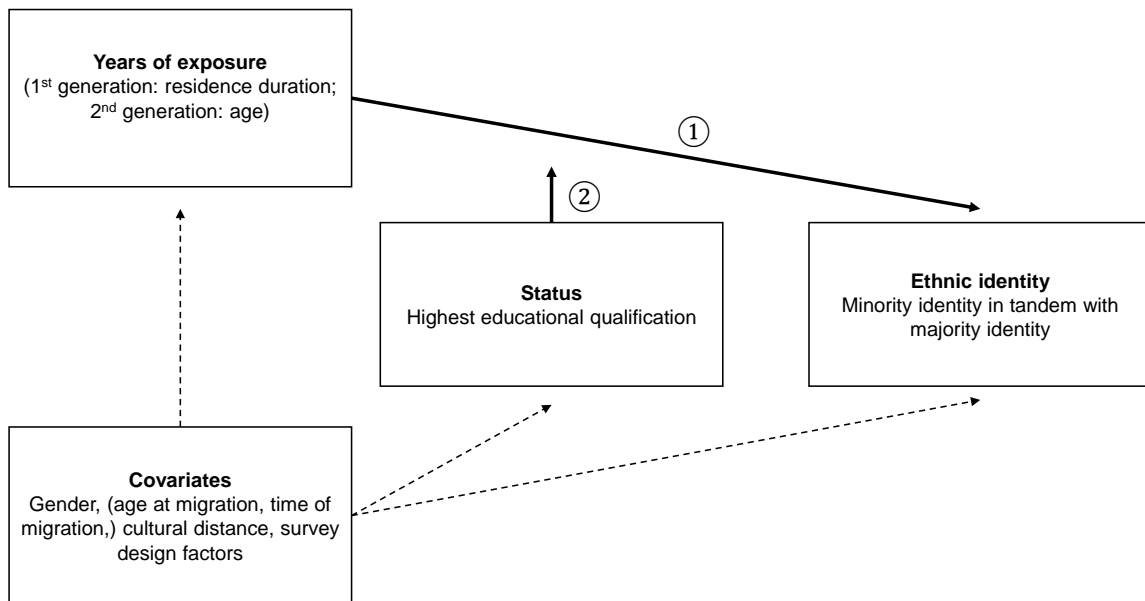 Years of exposure
(1st generation: residence duration;
2nd generation: age)
①
②
Status
Highest educational qualification
Ethnic identity
Minority identity in tandem with
majority identity
Covariates
Gender, (age at migration, time of
migration,) cultural distance, survey
design factors